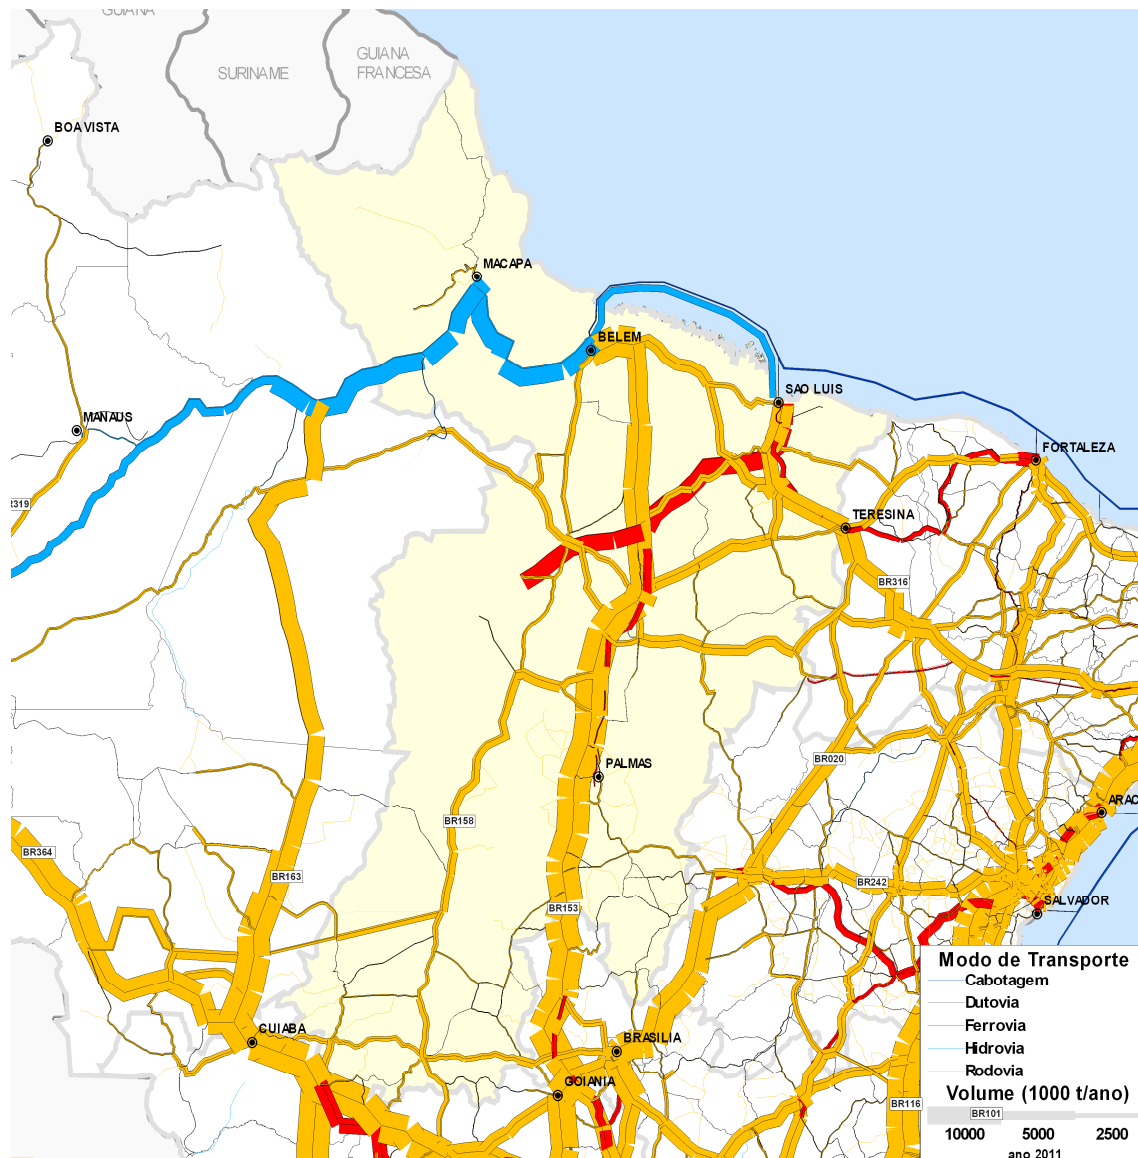 GUIANA
SURINAME
GUIANA
FRANCESA
BOA VISTA
MACAPA
BELEM
SAO LUIS
MANAUS
FORTALEZA
319
TERESINA
BR316
BR020
PALMAS
ARAC
BR158
BR364
BR163
BR242
BR153
SALVADOR
CUIABA
BRASILIA
GOIANIA
BR116
Modo de Transporte
Cabotagem
Dutovia
Ferrovia
Hidrovia
Rodovia
Volume (1000 t/ano)
BR101
10000 5000 2500
ano 2011